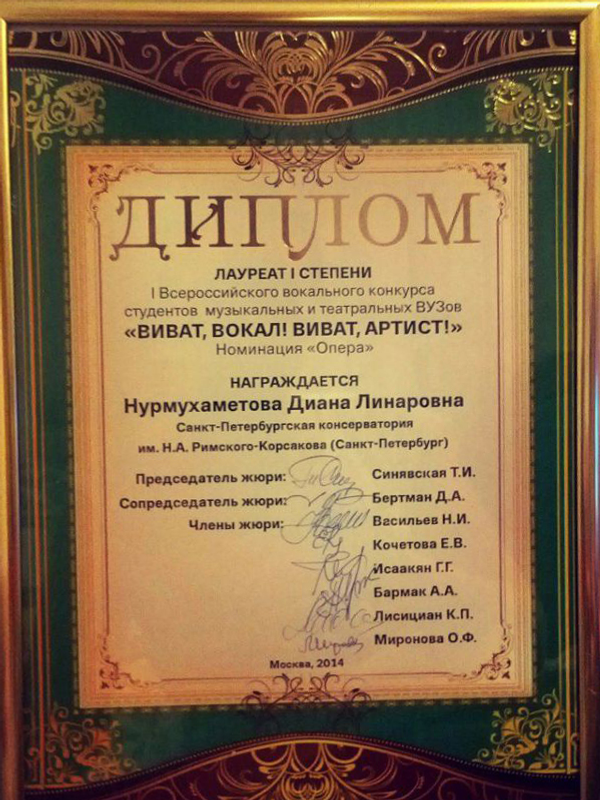 ДИПЛОМ
ЛАУРЕАТ I СТЕПЕНИ
I Всероссийского вокального конкурса
студентов музыкальных и театральных ВУЗов
«ВИВАТ, ВОКАЛ! ВИВАТ, АРТИСТ!»
Номинация «Опера»
НАГРАЖДАЕТСЯ
Нурмухаметова Диана Линаровна
Санкт-Петербургская консерватория
им. Н.А. Римского-Корсакова (Санкт-Петербург)
Председатель жюри: Синявская Т.И.
Сопредседатель жюри: Бертман Д.А.
Члены жюри: Васильев Н.И.
Кочетова Е.В.
Исаакян Г.Г.
Бармак А.А.
Лисициан К.П.
Миронова О.Ф.
Москва, 2014